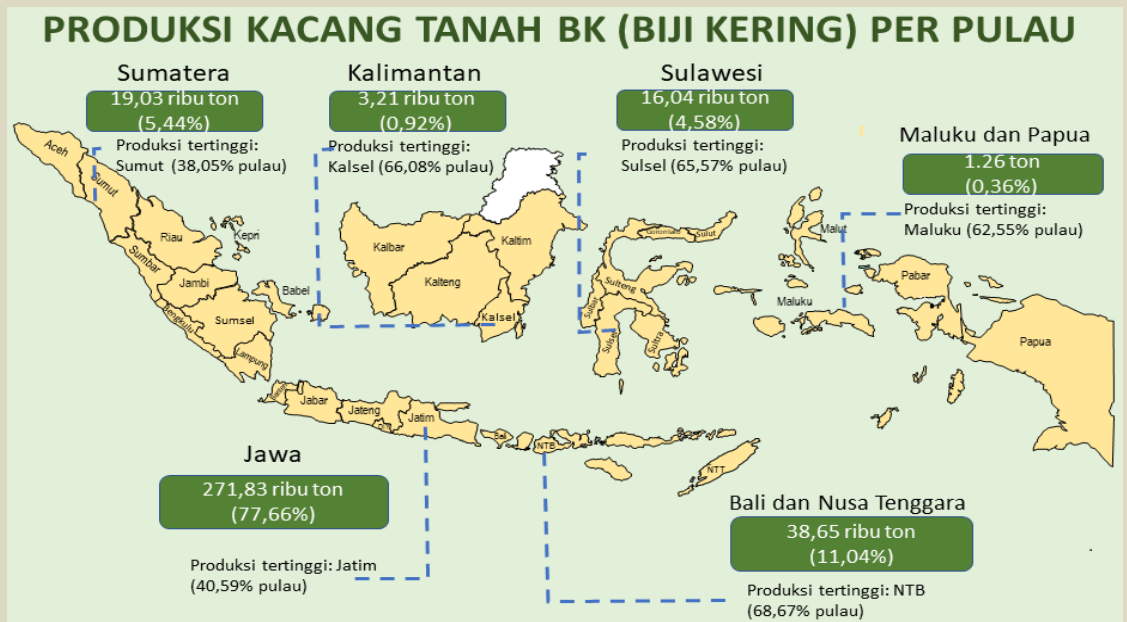 PRODUKSI KACANG TANAH BK (BIJI KERING) PER PULAU
Sumatera
19,03 ribu ton
(5,44%)
Produksi tertinggi:
Sumut (38,05% pulau)
Kalimantan
3,21 ribu ton
(0,92%)
Produksi tertinggi:
Kalsel (66,08% pulau)
Sulawesi
16,04 ribu ton
(4,58%)
Produksi tertinggi:
Sulsel (65,57% pulau)
Maluku dan Papua
1.26 ton
(0,36%)
Produksi tertinggi:
Maluku (62,55% pulau)
Aceh
Sumut
Riau
Kepri
Sumbar
Jambi
Babel
Bengkulu
Sumsel
Lampung
Kalbar
Kaltim
Kalteng
Kalsel
Gorontalo
Sulut
Sulteng
Sulbar
Sulsel
Sultra
Malut
Maluku
Pabar
Papua
Jabar
Jateng
Jatim
Bali
NTB
NTT
Jawa
271,83 ribu ton
(77,66%)
Produksi tertinggi: Jatim
(40,59% pulau)
Bali dan Nusa Tenggara
38,65 ribu ton
(11,04%)
Produksi tertinggi: NTB
(68,67% pulau)